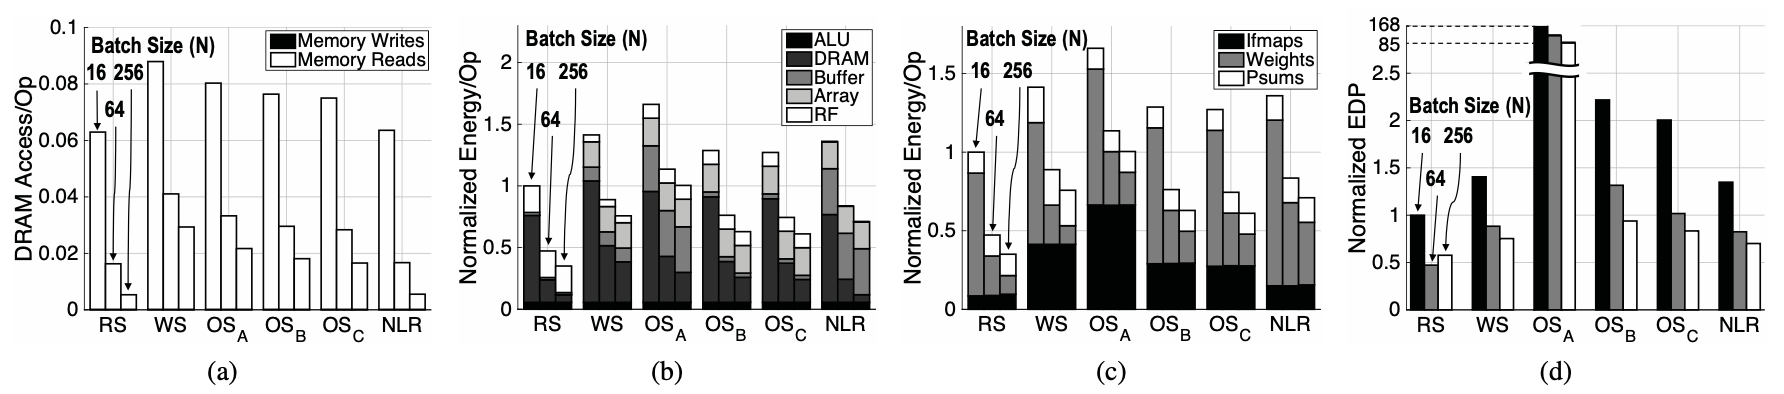 DRAM Access/Op
0.1
0.08
0.06
0.04
0.02
0
Batch Size (N)
16 256
64
Memory Writes
Memory Reads
RS WS OSA OSB OSC NLR
(a)
Normalized Energy/Op
2
1.5
1
0.5
0
Batch Size (N)
16 256
64
ALU
DRAM
Buffer
Array
RF
RS WS OSA OSB OSC NLR
(b)
Normalized Energy/Op
1.5
1
0.5
0
Batch Size (N)
16 256
64
Ifmaps
Weights
Psums
RS WS OSA OSB OSC NLR
(c)
Normalized EDP
168
85
2.5
2
1.5
1
0.5
0
Batch Size (N)
16 256
64
RS WS OSA OSB OSC NLR
(d)